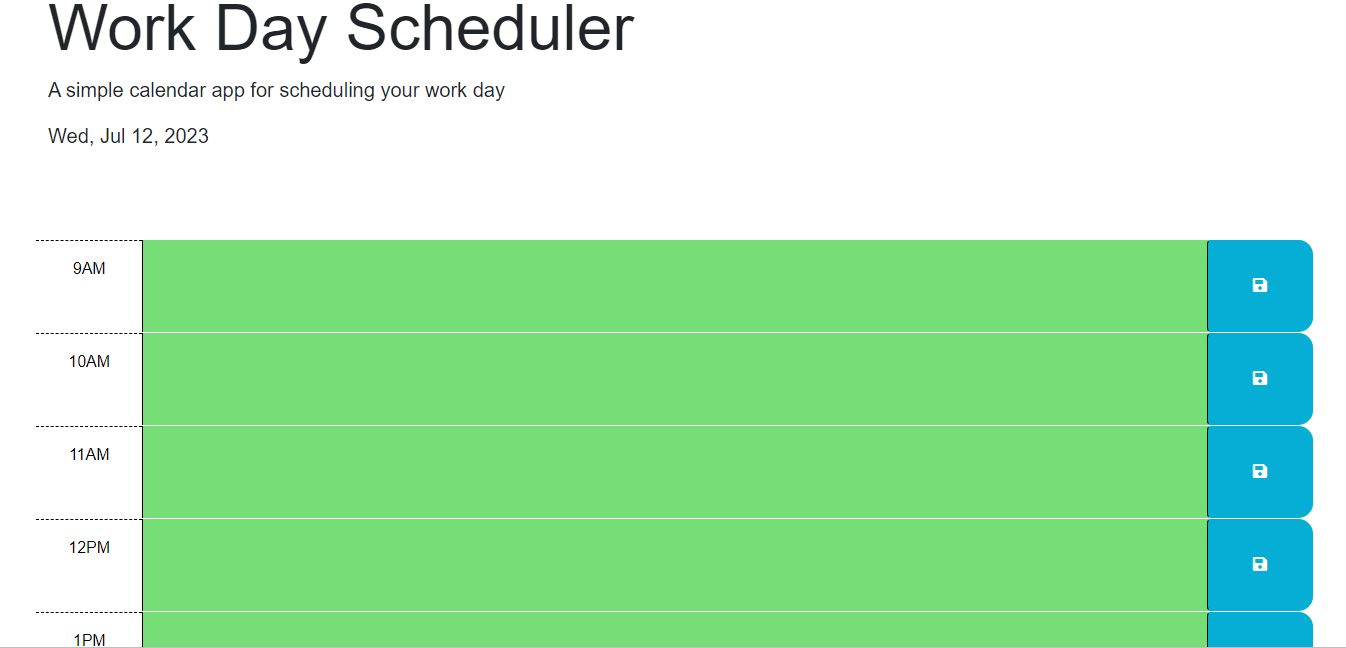 Work Day Scheduler
A simple calendar app for scheduling your work day
Wed, Jul 12, 2023
9AM
10AM
11AM
12PM
1PM